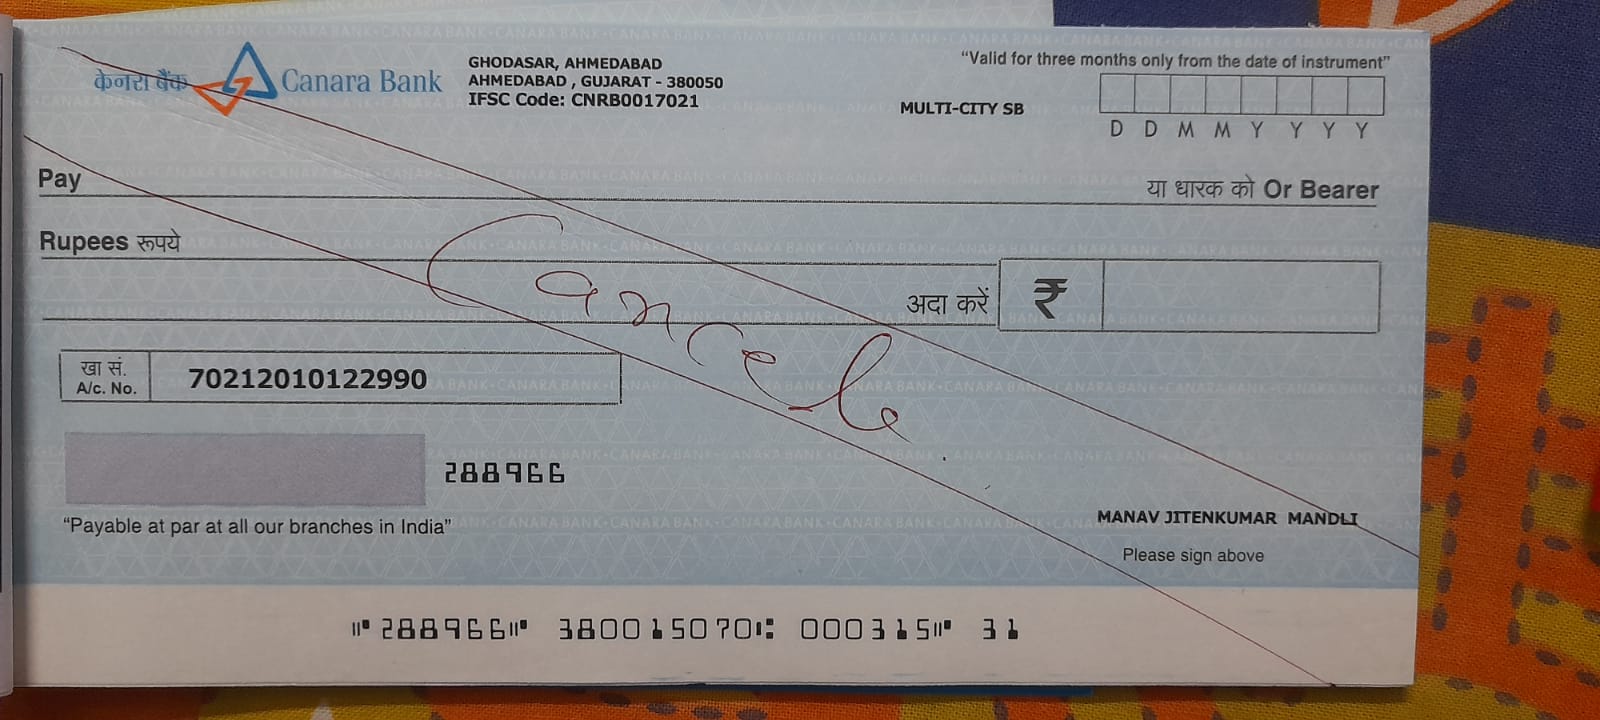 केनरा बैंक Canara Bank
GHODASAR, AHMEDABAD
AHMEDABAD , GUJARAT - 380050
IFSC Code: CNRB0017021
"Valid for three months only from the date of instrument"
MULTI-CITY SB
D D M M Y Y Y Y
Pay
या धारक को Or Bearer
Rupees रूपये
अदा करें ₹
Cancel
खा सं.
A/c. No.
70212010122990
288966
"Payable at par at all our branches in India"
MANAV JITENKUMAR MANDLI
Please sign above
⑈288966⑈ 380015070⑆ 000315⑈ 31